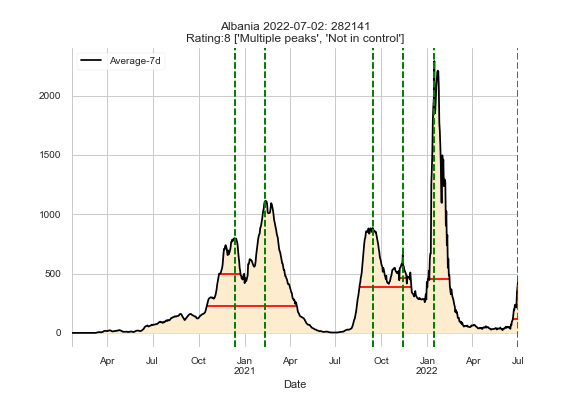 Albania 2022-07-02: 282141
Rating:8 ['Multiple peaks', 'Not in control']
Average-7d
2000
1500
1000
500
0
Apr Jul Oct Jan Apr Jul Oct Jan Apr Jul
2021 2022
Date